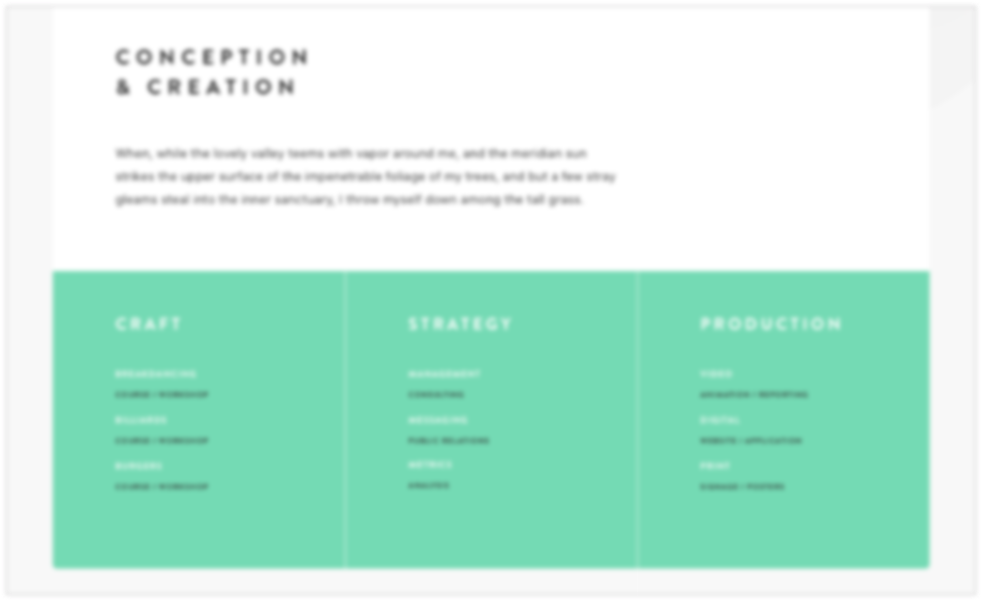 CONCEPTION
& CREATION
When, while the lovely valley teems with vapor around me, and the meridian sun
strikes the upper surface of the impenetrable foliage of my trees, and but a few stray
gleams steal into the inner sanctuary, I throw myself down among the tall grass.
CRAFT
BREAKDANCING
COURSE / WORKSHOP
BILLIARDS
COURSE / WORKSHOP
COURSE / WORKSHOP
STRATEGY
MANAGEMENT
CONSULTING
MESSAGING
PUBLIC RELATIONS
METRICS
ANALYSIS
PRODUCTION
VIDEO
ANIMATION / REPORTING
DIGITAL
WEBSITE / APPLICATION
PRINT
SIGNAGE / POSTERS